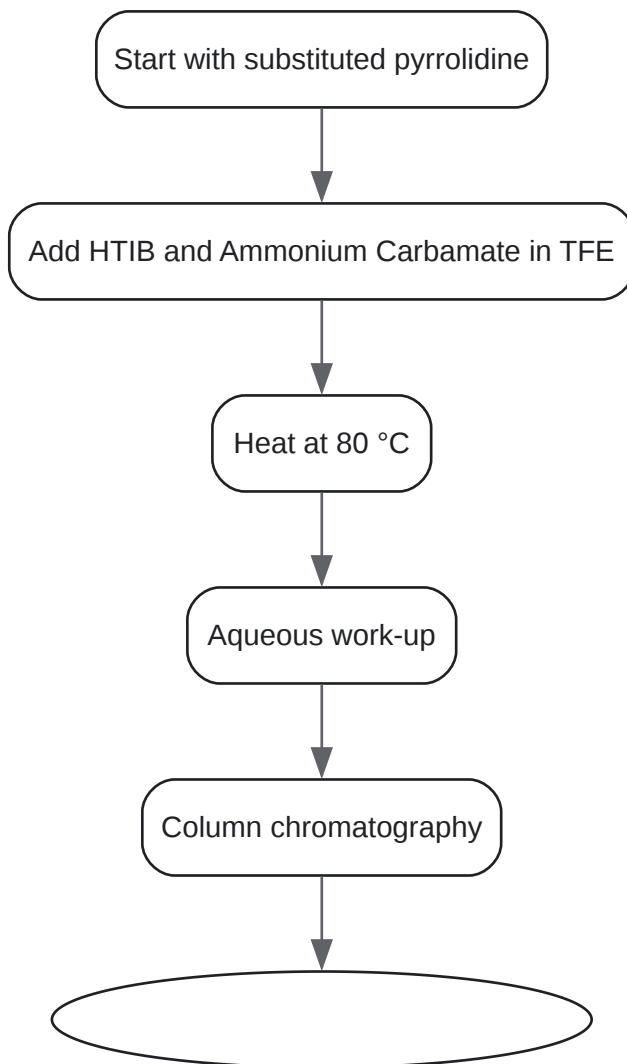 Start with substituted pyrrolidine
Add HTIB and Ammonium Carbamate in TFE
Heat at 80 °C
Aqueous work-up
Column chromatography